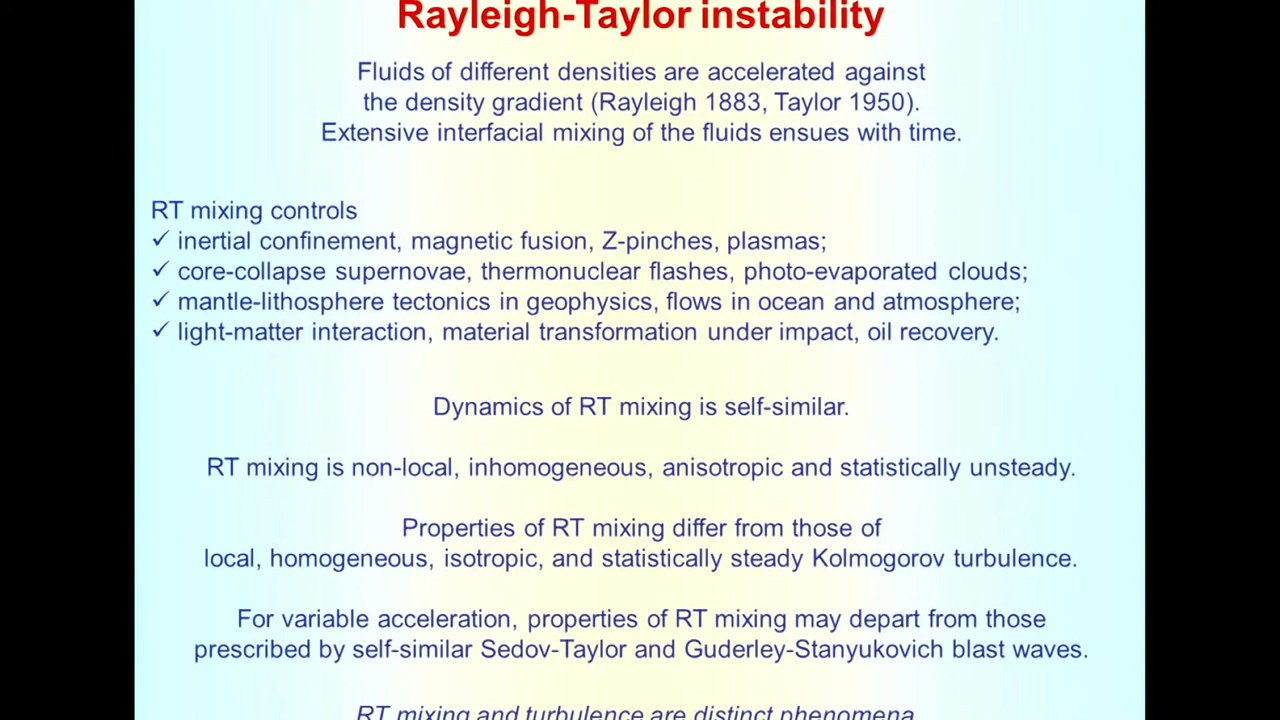 Rayleigh-Taylor instability
Fluids of different densities are accelerated against
the density gradient (Rayleigh 1883, Taylor 1950).
Extensive interfacial mixing of the fluids ensues with time.
RT mixing controls
✓ inertial confinement, magnetic fusion, Z-pinches, plasmas;
✓ core-collapse supernovae, thermonuclear flashes, photo-evaporated clouds;
✓ mantle-lithosphere tectonics in geophysics, flows in ocean and atmosphere;
✓ light-matter interaction, material transformation under impact, oil recovery.
Dynamics of RT mixing is self-similar.
RT mixing is non-local, inhomogeneous, anisotropic and statistically unsteady.
Properties of RT mixing differ from those of
local, homogeneous, isotropic, and statistically steady Kolmogorov turbulence.
For variable acceleration, properties of RT mixing may depart from those
prescribed by self-similar Sedov-Taylor and Guderley-Stanyukovich blast waves.
RT mixing and turbulence are distinct phenomena